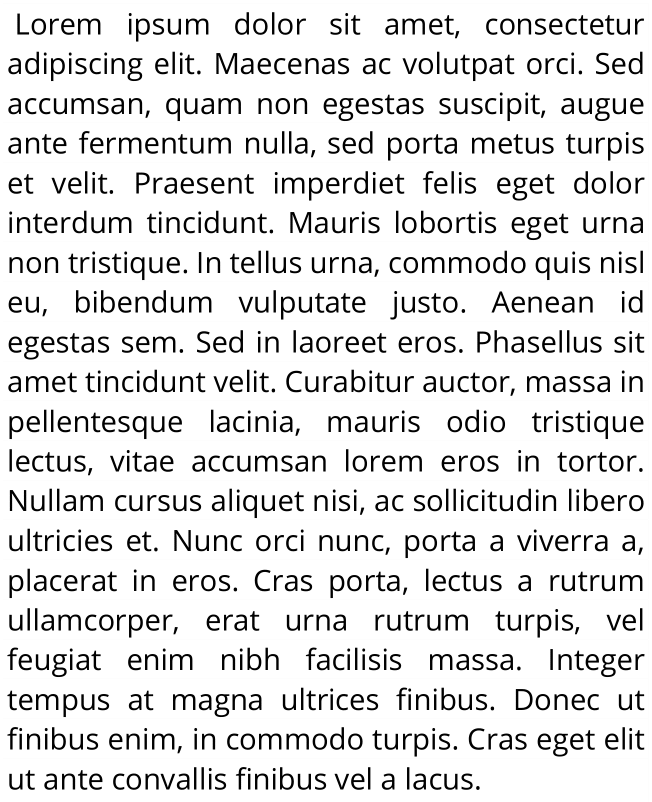 Lorem ipsum dolor sit amet, consectetur
adipiscing elit. Maecenas ac volutpat orci. Sed
accumsan, quam non egestas suscipit, augue
ante fermentum nulla, sed porta metus turpis
et velit. Praesent imperdiet felis eget dolor
interdum tincidunt. Mauris lobortis eget urna
non tristique. In tellus urna, commodo quis nisl
eu, bibendum vulputate justo. Aenean id
egestas sem. Sed in laoreet eros. Phasellus sit
amet tincidunt velit. Curabitur auctor, massa in
pellentesque lacinia, mauris odio tristique
lectus, vitae accumsan lorem eros in tortor.
Nullam cursus aliquet nisi, ac sollicitudin libero
ultricies et. Nunc orci nunc, porta a viverra a,
placerat in eros. Cras porta, lectus a rutrum
ullamcorper, erat urna rutrum turpis, vel
feugiat enim nibh facilisis massa. Integer
tempus at magna ultrices finibus. Donec ut
finibus enim, in commodo turpis. Cras eget elit
ut ante convallis finibus vel a lacus.